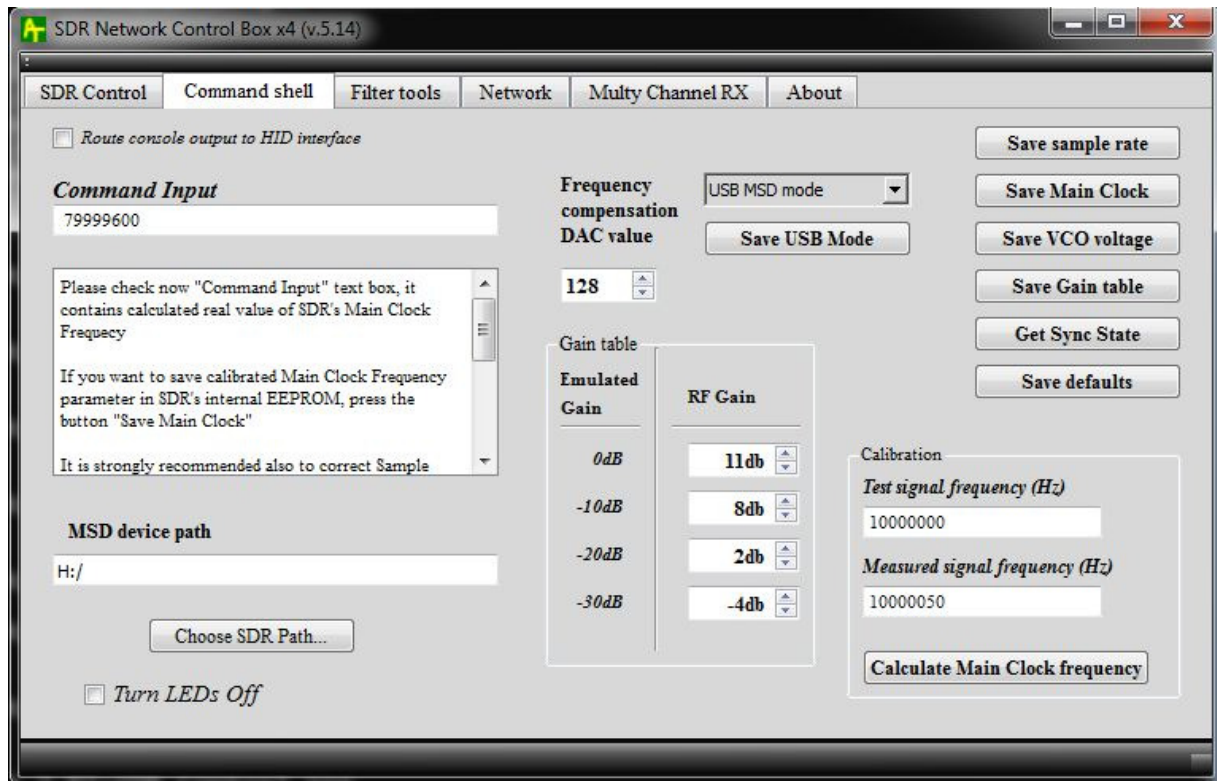 SDR Network Control Box x4 (v.5.14)
SDR Control
Command shell
Filter tools
Network
Multy Channel RX
About
Route console output to HID interface
Command Input
79999600
Please check now "Command Input" text box, it
contains calculated real value of SDR's Main Clock
Frequecy
If you want to save calibrated Main Clock Frequency
parameter in SDR's internal EEPROM, press the
button "Save Main Clock"
It is strongly recommended also to correct Sample
MSD device path
H:/
Choose SDR Path...
Turn LEDs Off
Frequency
compensation
DAC value
128
USB MSD mode
Save USB Mode
Gain table
Emulated
Gain
RF Gain
0dB
11db
-10dB
8db
-20dB
2db
-30dB
-4db
Save sample rate
Save Main Clock
Save VCO voltage
Save Gain table
Get Sync State
Save defaults
Calibration
Test signal frequency (Hz)
10000000
Measured signal frequency (Hz)
10000050
Calculate Main Clock frequency